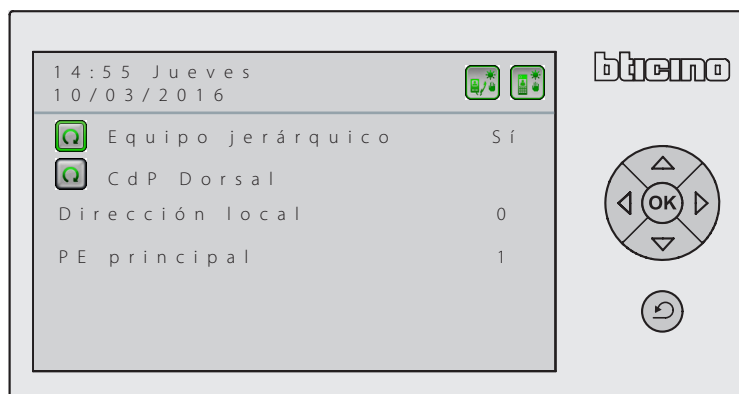 14:55 Jueves
10/03/2016
bticino
Equipo jerárquico Sí
CdP Dorsal
Dirección local 0
PE principal 1
OK